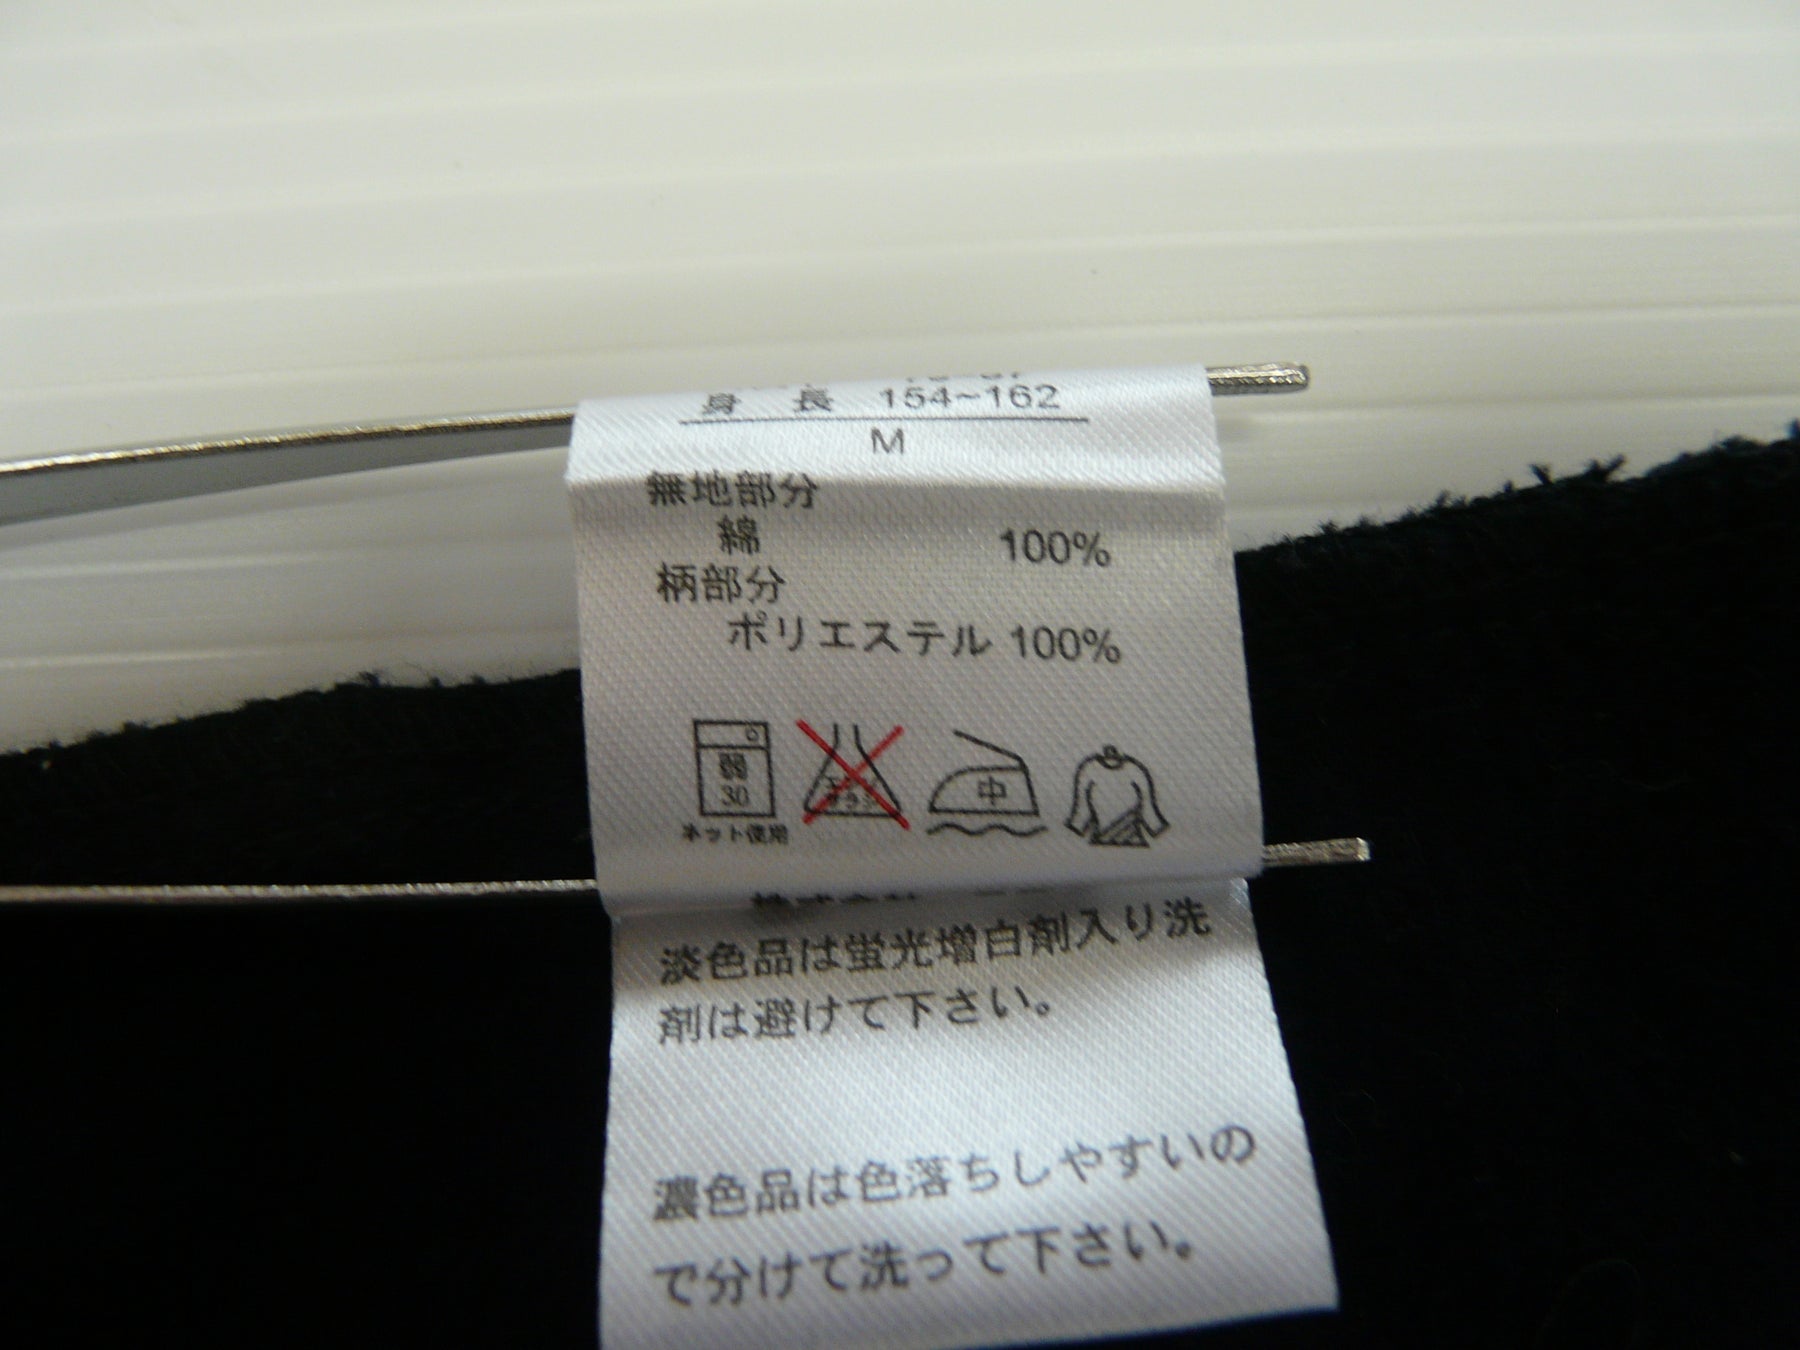 身 長 154~162
M
無地部分
綿 100%
柄部分
ポリエステル 100%
弱
30
中
ネット使用
淡色品は蛍光増白剤入り洗
剤は避けて下さい。
濃色品は色落ちしやすいの
で分けて洗って下さい。